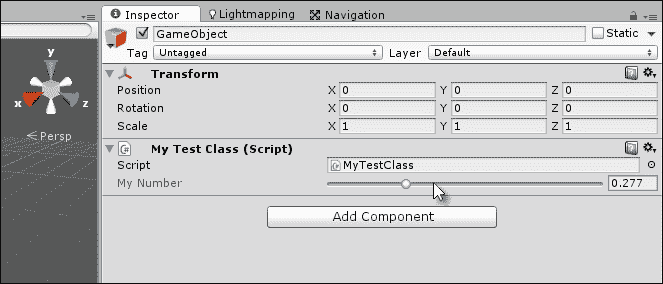 Inspector Lightmapping Navigation
GameObject Static
Tag Untagged Layer Default
y
x z
Persp
Transform
Position X 0 Y 0 Z 0
Rotation X 0 Y 0 Z 0
Scale X 1 Y 1 Z 1
C# My Test Class (Script)
Script MyTestClass
My Number 0.277
Add Component